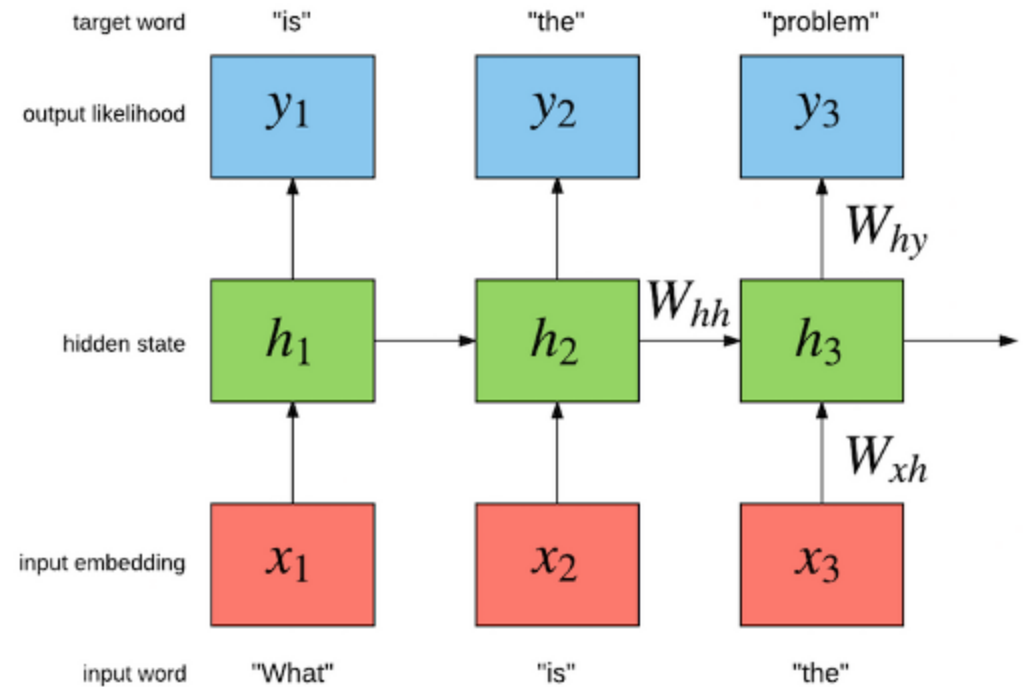 target word "is" "the" "problem"
output likelihood y₁ y₂ y₃
W_hy
W_hh
hidden state h₁ h₂ h₃
W_xh
input embedding x₁ x₂ x₃
input word "What" "is" "the"